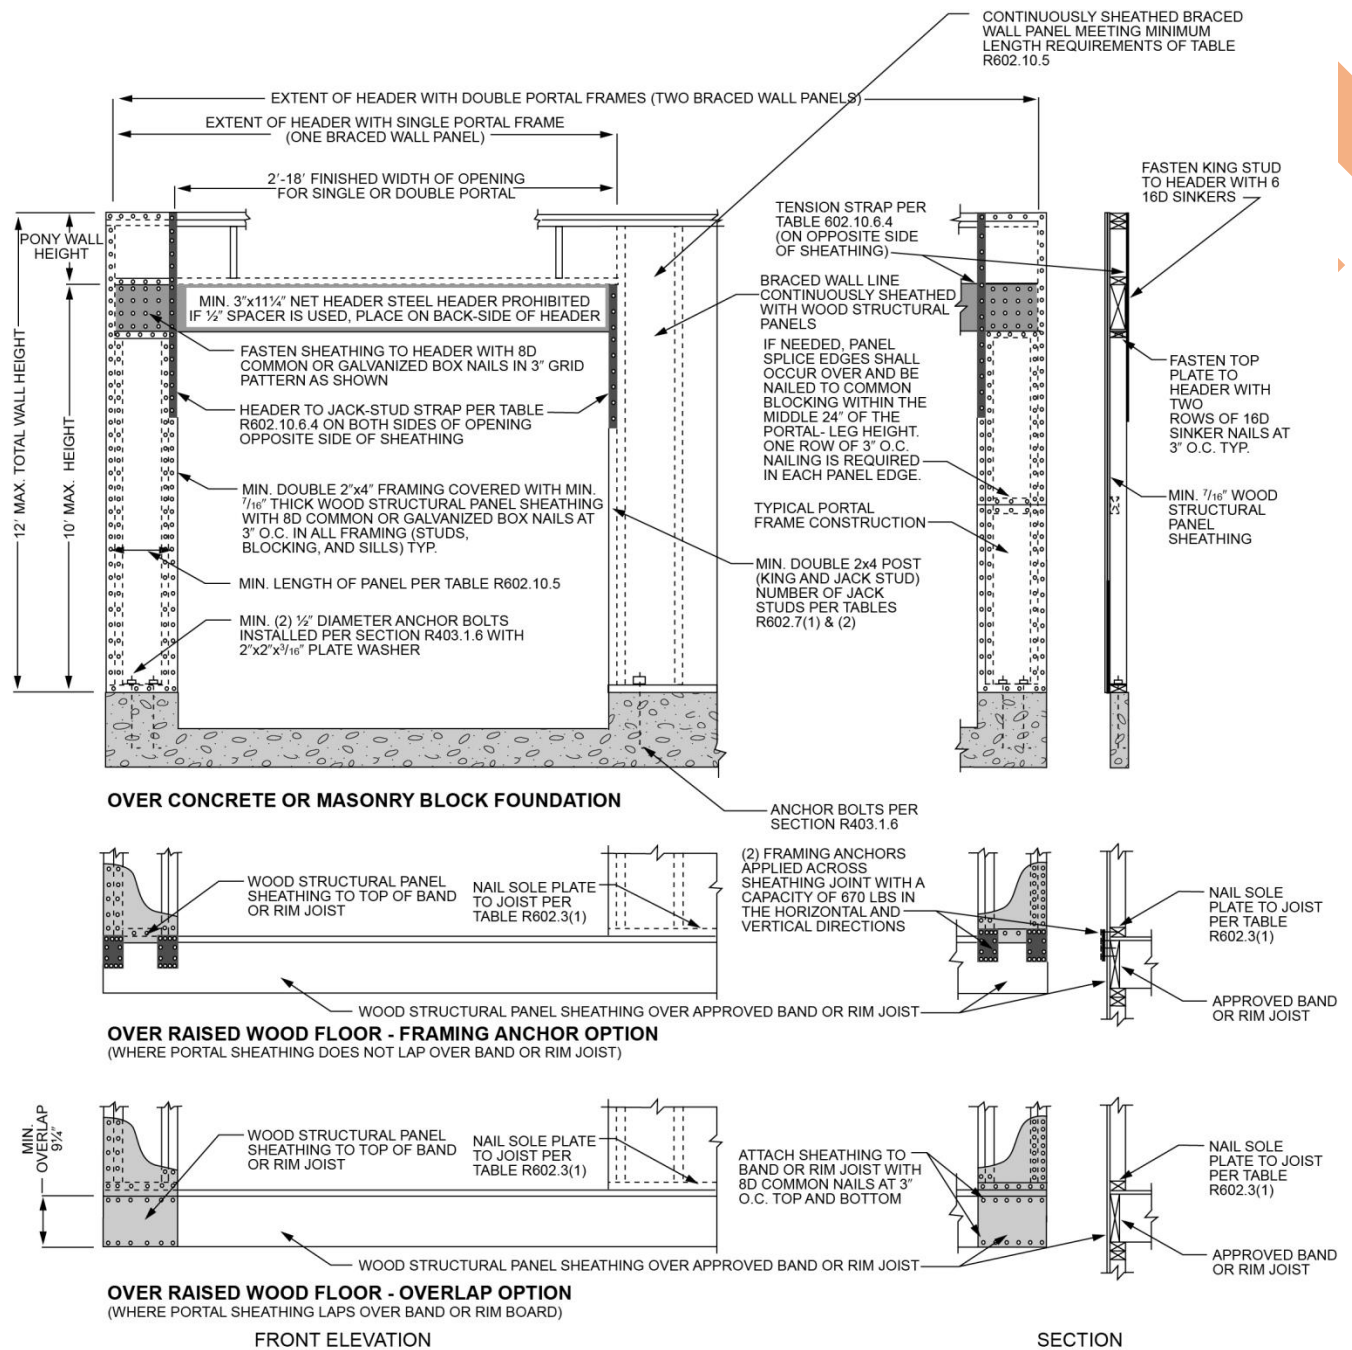 CONTINUOUSLY SHEATHED BRACED
WALL PANEL MEETING MINIMUM
LENGTH REQUIREMENTS OF TABLE
R602.10.5
EXTENT OF HEADER WITH DOUBLE PORTAL FRAMES (TWO BRACED WALL PANELS)
EXTENT OF HEADER WITH SINGLE PORTAL FRAME
(ONE BRACED WALL PANEL)
2'-18' FINISHED WIDTH OF OPENING
FOR SINGLE OR DOUBLE PORTAL
FASTEN KING STUD
TO HEADER WITH 6
16D SINKERS
TENSION STRAP PER
TABLE 602.10.6.4
(ON OPPOSITE SIDE
OF SHEATHING)
PONY WALL
HEIGHT
12' MAX. TOTAL WALL HEIGHT
10' MAX. HEIGHT
MIN. 3"x11¼" NET HEADER STEEL HEADER PROHIBITED
IF ½" SPACER IS USED, PLACE ON BACK-SIDE OF HEADER
BRACED WALL LINE
CONTINUOUSLY SHEATHED
WITH WOOD STRUCTURAL
PANELS
FASTEN SHEATHING TO HEADER WITH 8D
COMMON OR GALVANIZED BOX NAILS IN 3" GRID
PATTERN AS SHOWN
IF NEEDED, PANEL
SPLICE EDGES SHALL
OCCUR OVER AND BE
NAILED TO COMMON
BLOCKING WITHIN THE
MIDDLE 24" OF THE
PORTAL- LEG HEIGHT.
ONE ROW OF 3" O.C.
NAILING IS REQUIRED
IN EACH PANEL EDGE.
FASTEN TOP
PLATE TO
HEADER WITH
TWO
ROWS OF 16D
SINKER NAILS AT
3" O.C. TYP.
HEADER TO JACK-STUD STRAP PER TABLE
R602.10.6.4 ON BOTH SIDES OF OPENING
OPPOSITE SIDE OF SHEATHING
MIN. DOUBLE 2"x4" FRAMING COVERED WITH MIN.
7/16" THICK WOOD STRUCTURAL PANEL SHEATHING
WITH 8D COMMON OR GALVANIZED BOX NAILS AT
3" O.C. IN ALL FRAMING (STUDS,
BLOCKING, AND SILLS) TYP.
TYPICAL PORTAL
FRAME CONSTRUCTION
MIN. 7/16" WOOD
STRUCTURAL
PANEL
SHEATHING
MIN. LENGTH OF PANEL PER TABLE R602.10.5
MIN. DOUBLE 2x4 POST
(KING AND JACK STUD)
NUMBER OF JACK
STUDS PER TABLES
R602.7(1) & (2)
MIN. (2) ½" DIAMETER ANCHOR BOLTS
INSTALLED PER SECTION R403.1.6 WITH
2"x2"x3/16" PLATE WASHER
OVER CONCRETE OR MASONRY BLOCK FOUNDATION
ANCHOR BOLTS PER
SECTION R403.1.6
WOOD STRUCTURAL PANEL
SHEATHING TO TOP OF BAND
OR RIM JOIST
NAIL SOLE PLATE
TO JOIST PER
TABLE R602.3(1)
(2) FRAMING ANCHORS
APPLIED ACROSS
SHEATHING JOINT WITH A
CAPACITY OF 670 LBS IN
THE HORIZONTAL AND
VERTICAL DIRECTIONS
NAIL SOLE
PLATE TO JOIST
PER TABLE
R602.3(1)
WOOD STRUCTURAL PANEL SHEATHING OVER APPROVED BAND OR RIM JOIST
APPROVED BAND
OR RIM JOIST
OVER RAISED WOOD FLOOR - FRAMING ANCHOR OPTION
(WHERE PORTAL SHEATHING DOES NOT LAP OVER BAND OR RIM JOIST)
MIN.
OVERLAP
9¼"
WOOD STRUCTURAL PANEL
SHEATHING TO TOP OF BAND
OR RIM JOIST
NAIL SOLE PLATE
TO JOIST PER
TABLE R602.3(1)
ATTACH SHEATHING TO
BAND OR RIM JOIST WITH
8D COMMON NAILS AT 3"
O.C. TOP AND BOTTOM
NAIL SOLE
PLATE TO JOIST
PER TABLE
R602.3(1)
WOOD STRUCTURAL PANEL SHEATHING OVER APPROVED BAND OR RIM JOIST
APPROVED BAND
OR RIM JOIST
OVER RAISED WOOD FLOOR - OVERLAP OPTION
(WHERE PORTAL SHEATHING LAPS OVER BAND OR RIM BOARD)
FRONT ELEVATION
SECTION